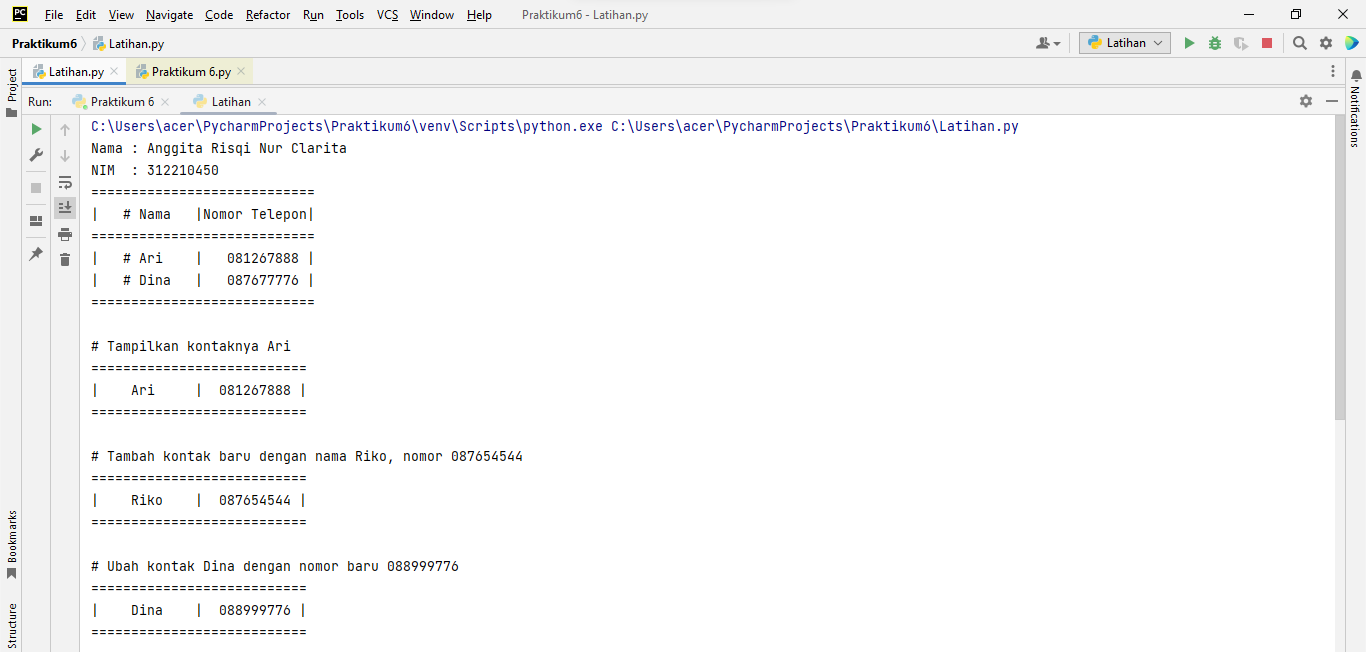 PC File Edit View Navigate Code Refactor Run Tools VCS Window Help Praktikum6 - Latihan.py
Praktikum6 Latihan.py Latihan
Project Latihan.py Praktikum 6.py
Notifications
Run: Praktikum 6 Latihan
C:\Users\acer\PycharmProjects\Praktikum6\venv\Scripts\python.exe C:\Users\acer\PycharmProjects\Praktikum6\Latihan.py
Nama : Anggita Risqi Nur Clarita
NIM  : 312210450
============================
|   # Nama   |Nomor Telepon|
============================
|   # Ari    |   081267888 |
|   # Dina   |   087677776 |
============================
# Tampilkan kontaknya Ari
===========================
|    Ari     |  081267888 |
===========================
# Tambah kontak baru dengan nama Riko, nomor 087654544
===========================
|    Riko    |  087654544 |
===========================
# Ubah kontak Dina dengan nomor baru 088999776
===========================
|    Dina    |  088999776 |
===========================
Bookmarks
Structure